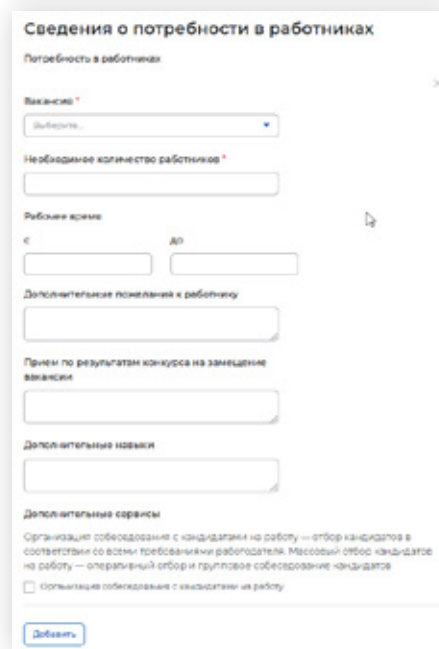 Сведения о потребности в работниках
Потребность в работниках
Вакансия *
Выберите...
Необходимое количество работников *
Рабочее время
с до
Дополнительные пожелания к работнику
Прием по результатам конкурса на замещение
вакансии
Дополнительные навыки
Дополнительные сервисы
Организация собеседования с кандидатами на работу — отбор кандидатов в
соответствии со всеми требованиями работодателя. Массовый отбор кандидатов
на работу — оперативный отбор и групповое собеседование кандидатов
Организация собеседования с кандидатами на работу
Добавить